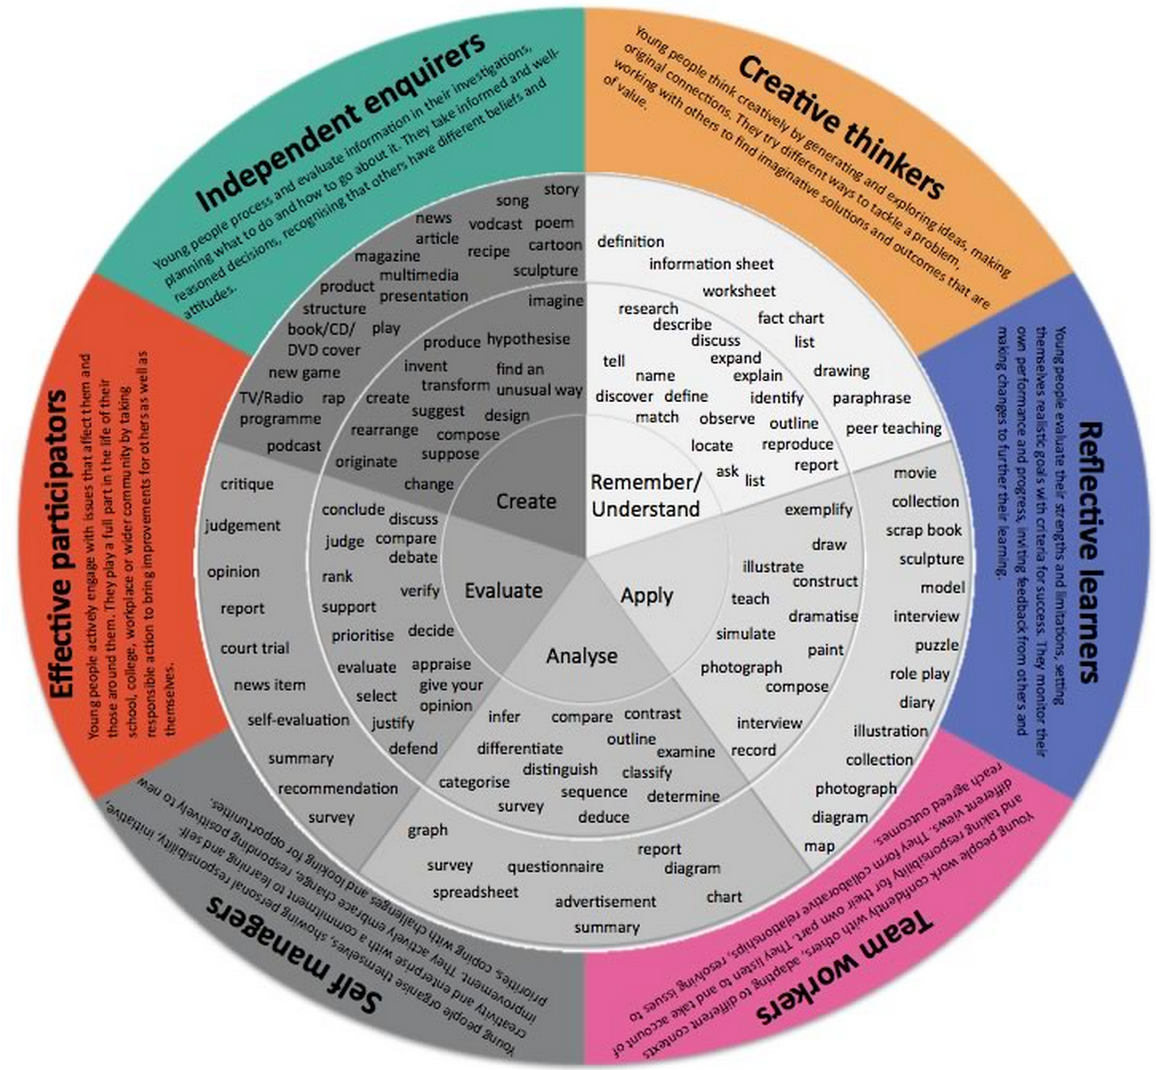 Independent enquirers
Young people process and evaluate information in their investigations,
planning what to do and how to go about it. They take informed and well-
reasoned decisions, recognising that others have different beliefs and
attitudes.
Creative thinkers
Young people think creatively by generating and exploring ideas, making
original connections. They try different ways to tackle a problem,
working with others to find imaginative solutions and outcomes that are
of value.
Reflective learners
Young people evaluate their strengths and limitations, setting
themselves realistic goals with criteria for success. They monitor their
own performance and progress, inviting feedback from others and
making changes to further their learning.
Team workers
Young people work confidently with others, adapting to different contexts
and taking responsibility for their own part. They listen to and take account of
different views. They form collaborative relationships, resolving issues to
reach agreed outcomes.
Self managers
Young people organise themselves, showing personal responsibility, initiative,
creativity and enterprise with a commitment to learning and self-
improvement. They actively embrace change, responding positively to new
priorities, coping with challenges and looking for opportunities.
Effective participators
Young people actively engage with issues that affect them and
those around them. They play a full part in the life of their
school, college, workplace or wider community by taking
responsible action to bring improvements for others as well as
themselves.
Remember/
Understand
research
describe
discuss
tell
expand
name
explain
discover
define
identify
match
observe
outline
locate
reproduce
ask
list
report
definition
information sheet
worksheet
fact chart
list
drawing
paraphrase
peer teaching
Apply
exemplify
draw
illustrate
construct
teach
dramatise
simulate
paint
photograph
compose
interview
record
movie
collection
scrap book
sculpture
model
interview
puzzle
role play
diary
illustration
collection
photograph
diagram
map
Analyse
infer
compare
contrast
outline
differentiate
examine
distinguish
classify
categorise
sequence
determine
survey
deduce
graph
report
survey
questionnaire
diagram
spreadsheet
advertisement
chart
summary
Evaluate
conclude
discuss
judge
compare
debate
rank
verify
support
prioritise
decide
evaluate
appraise
select
give your
opinion
justify
defend
critique
judgement
opinion
report
court trial
news item
self-evaluation
summary
recommendation
survey
Create
imagine
produce
hypothesise
invent
find an
unusual way
transform
create
suggest
design
rearrange
compose
suppose
originate
change
story
song
news
article
vodcast
poem
magazine
recipe
cartoon
multimedia
presentation
sculpture
product
structure
book/CD/
DVD cover
play
new game
TV/Radio
programme
rap
podcast